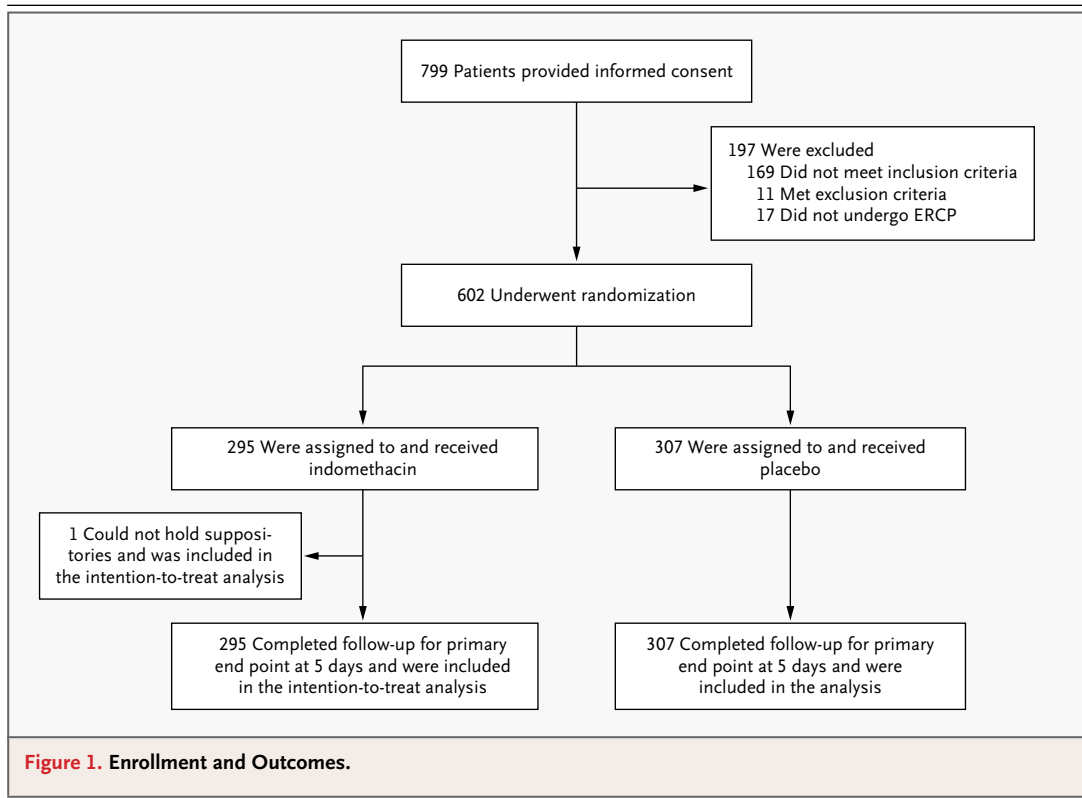 799 Patients provided informed consent
197 Were excluded
169 Did not meet inclusion criteria
11 Met exclusion criteria
17 Did not undergo ERCP
602 Underwent randomization
295 Were assigned to and received
indomethacin
307 Were assigned to and received
placebo
1 Could not hold supposi-
tories and was included in
the intention-to-treat analysis
295 Completed follow-up for primary
end point at 5 days and were included
in the intention-to-treat analysis
307 Completed follow-up for primary
end point at 5 days and were
included in the analysis
Figure 1. Enrollment and Outcomes.